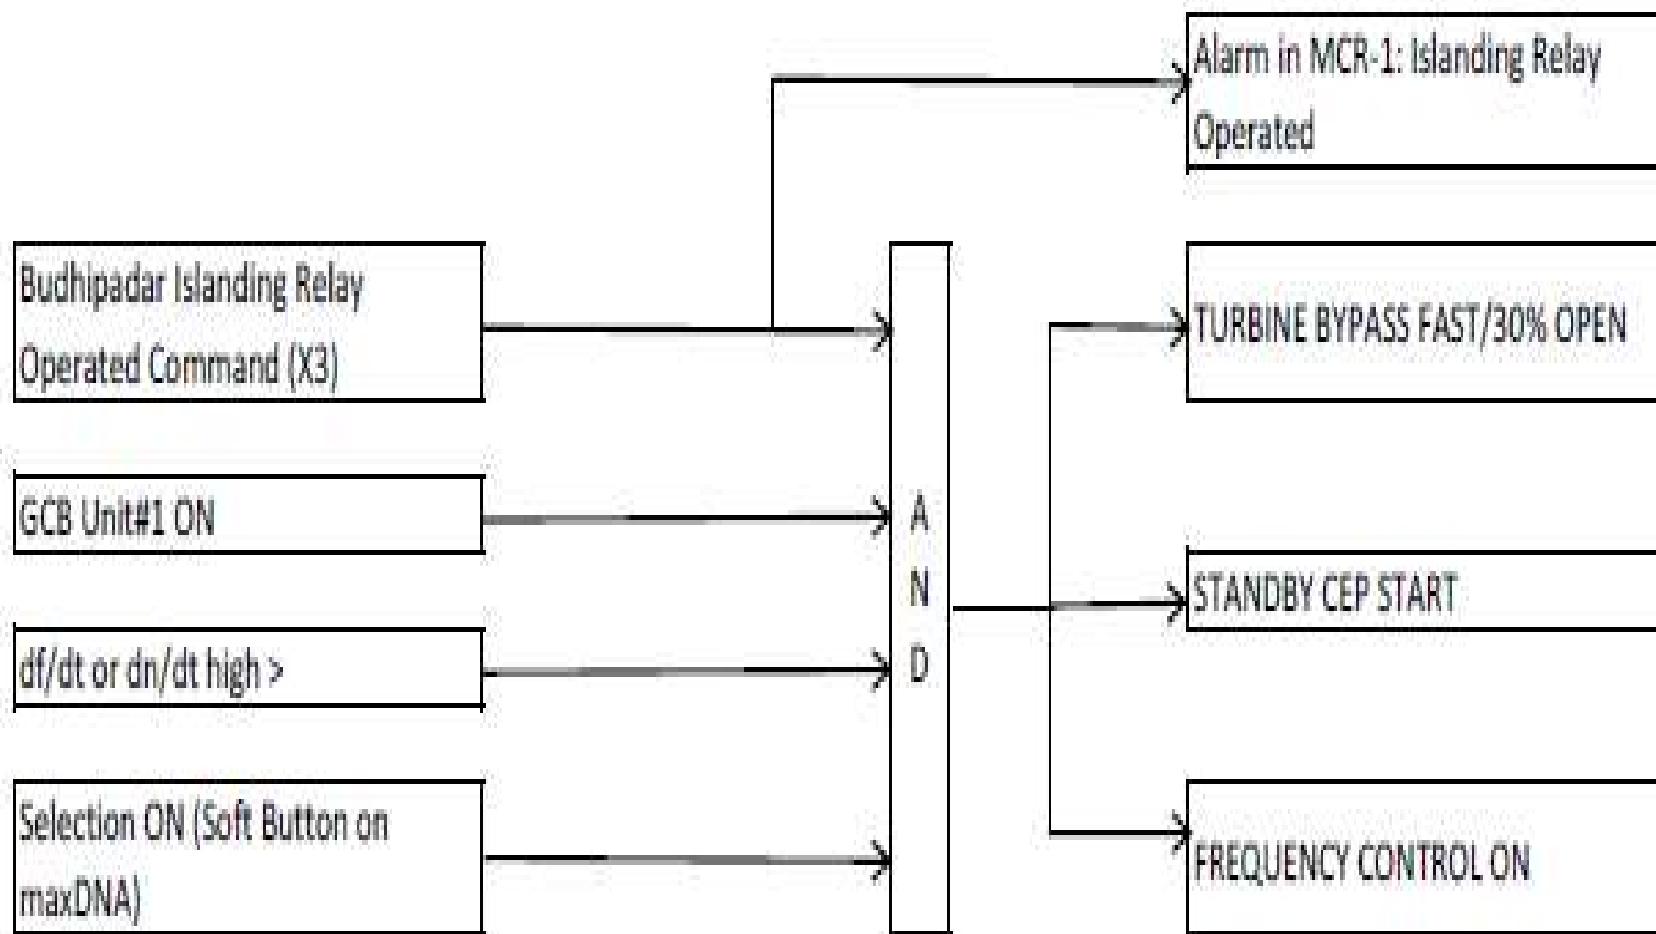 Alarm in MCR-1: Islanding Relay
Operated
Budhipadar Islanding Relay
Operated Command (X3)
TURBINE BYPASS FAST/30% OPEN
GCB Unit#1 ON
A
N
D
STANDBY CEP START
df/dt or dn/dt high >
Selection ON (Soft Button on
maxDNA)
FREQUENCY CONTROL ON